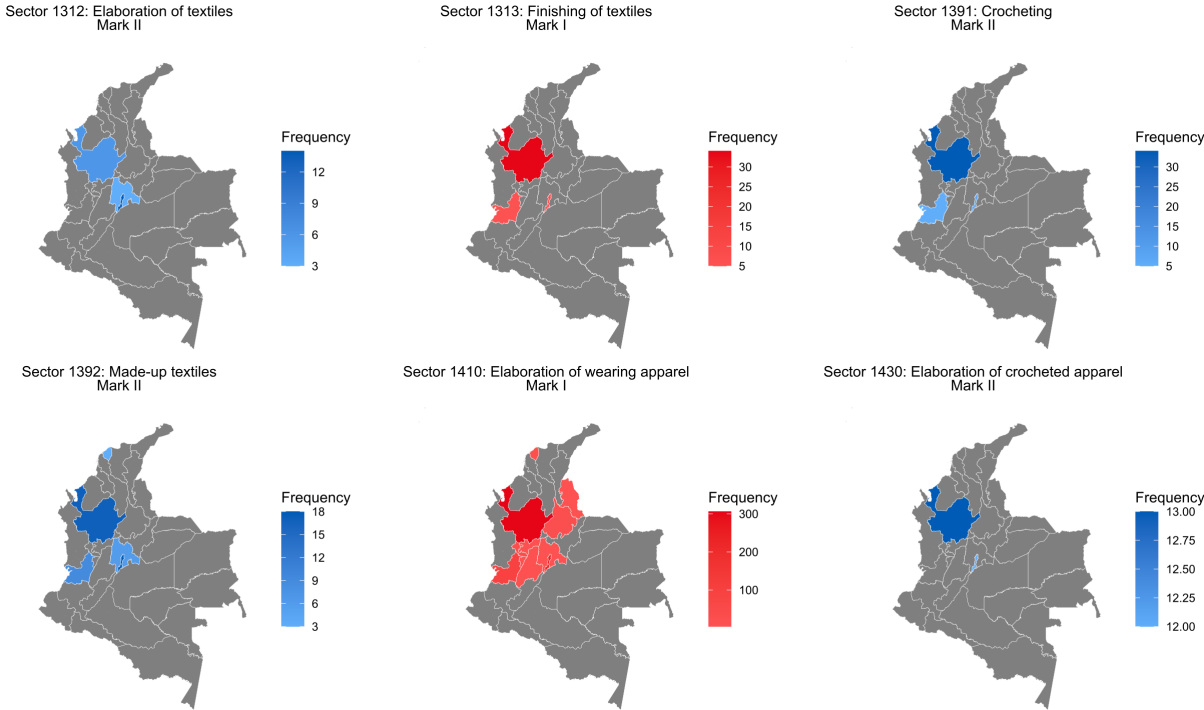 Sector 1312: Elaboration of textiles
Mark II
Frequency
12
9
6
3
Sector 1313: Finishing of textiles
Mark I
Frequency
30
25
20
15
10
5
Sector 1391: Crocheting
Mark II
Frequency
30
25
20
15
10
5
Sector 1392: Made-up textiles
Mark II
Frequency
18
15
12
9
6
3
Sector 1410: Elaboration of wearing apparel
Mark I
Frequency
300
200
100
Sector 1430: Elaboration of crocheted apparel
Mark II
Frequency
13.00
12.75
12.50
12.25
12.00